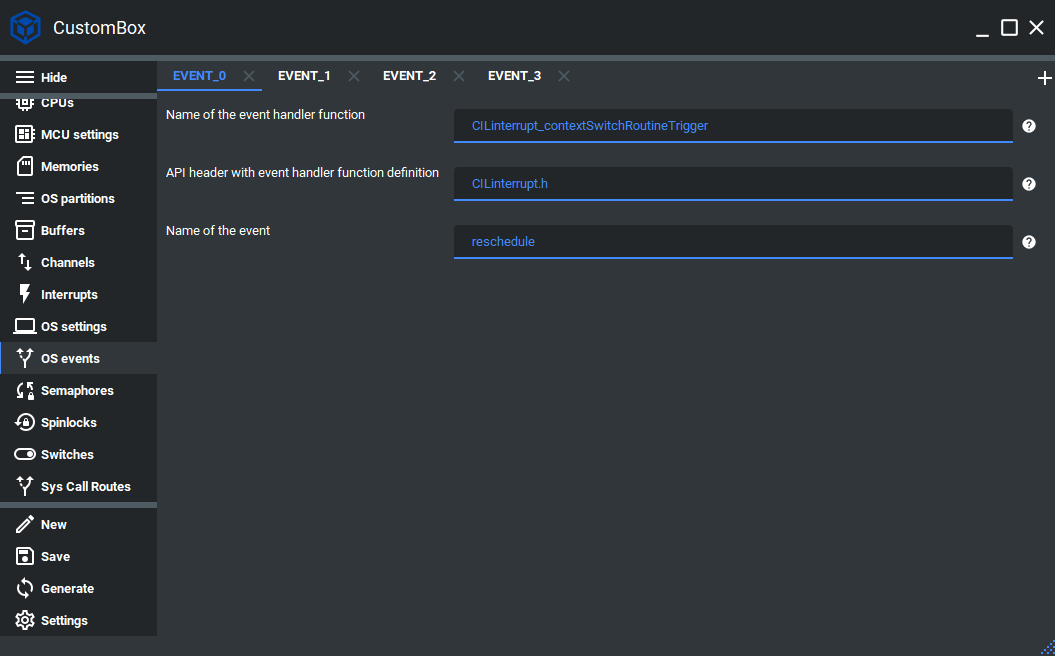 CustomBox
Hide
EVENT_0
EVENT_1
EVENT_2
EVENT_3
CPUs
MCU settings
Memories
OS partitions
Buffers
Channels
Interrupts
OS settings
OS events
Semaphores
Spinlocks
Switches
Sys Call Routes
New
Save
Generate
Settings
Name of the event handler function
CILinterrupt_contextSwitchRoutineTrigger
API header with event handler function definition
CILinterrupt.h
Name of the event
reschedule